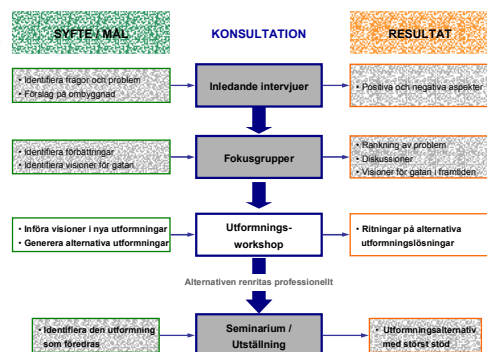 SYFTE / MÅL
KONSULTATION
RESULTAT
• Identifiera frågor och problem
• Förslag på ombyggnad
Inledande intervjuer
• Positiva och negativa aspekter
• Identifiera förbättringar
• Identifiera visioner för gatan
Fokusgrupper
• Rankning av problem
• Diskussioner
• Visioner för gatan i framtiden
• Införa visioner i nya utformningar
• Generera alternativa utformningar
Utformnings-
workshop
• Ritningar på alternativa
utformningslösningar
Alternativen renritas professionellt
• Identifiera den utformning
som föredras
Seminarium /
Utställning
• Utformningsalternativ
med störst stöd